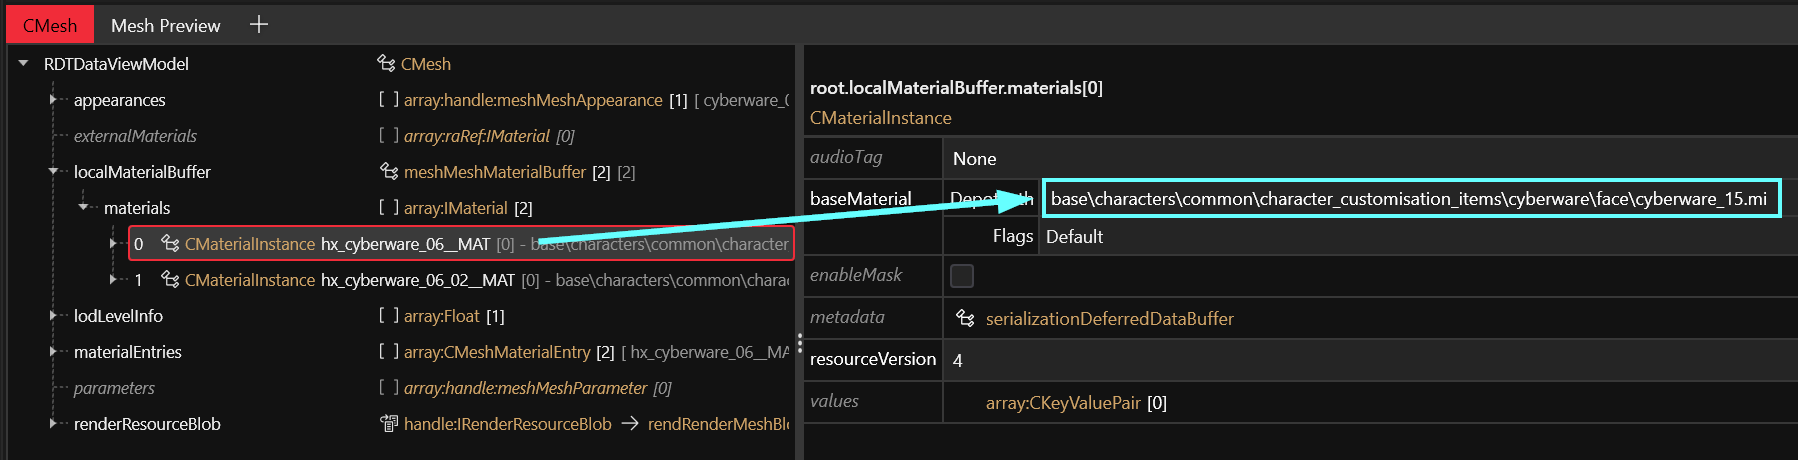 CMesh Mesh Preview +
RDTDataViewModel CMesh
appearances [ ] array:handle:meshMeshAppearance [1] [ cyberware_0
externalMaterials [ ] array:raRef:IMaterial [0]
localMaterialBuffer meshMeshMaterialBuffer [2] [2]
materials array:IMaterial [2]
0 CMaterialInstance hx_cyberware_06__MAT [0] - base\characters\common\character
1 CMaterialInstance hx_cyberware_06_02__MAT [0] - base\characters\common\charac
lodLevelInfo [ ] array:Float [1]
materialEntries [ ] array:CMeshMaterialEntry [2] [ hx_cyberware_06__MA
parameters [ ] array:handle:meshMeshParameter [0]
renderResourceBlob handle:IRenderResourceBlob → rendRenderMeshBl
root.localMaterialBuffer.materials[0]
CMaterialInstance
audioTag None
baseMaterial DepotPath base\characters\common\character_customisation_items\cyberware\face\cyberware_15.mi
Flags Default
enableMask
metadata serializationDeferredDataBuffer
resourceVersion 4
values array:CKeyValuePair [0]